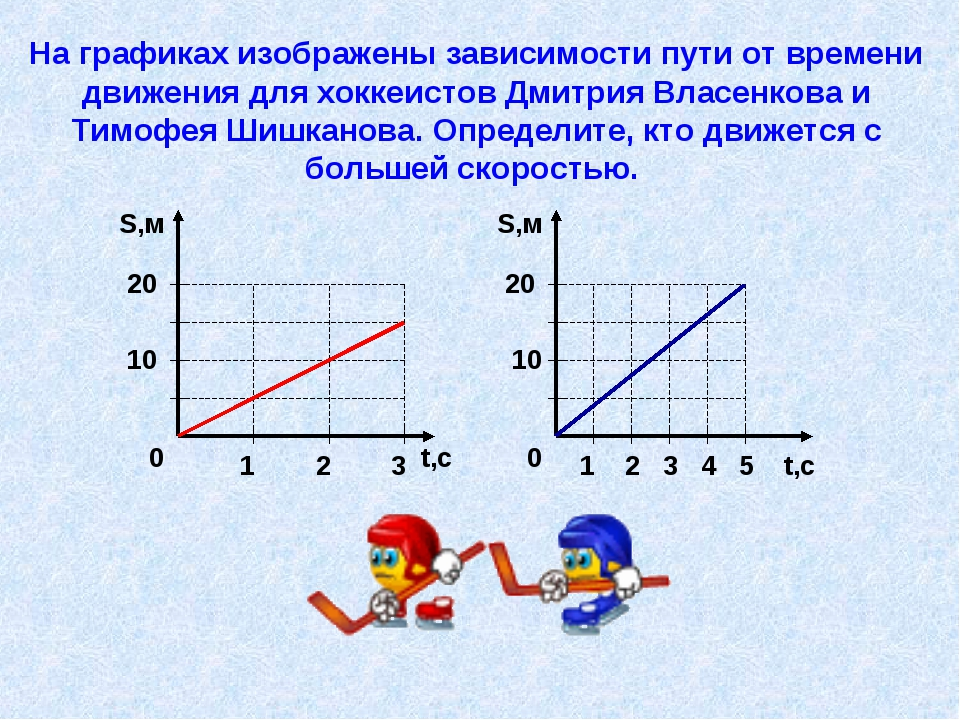 На графиках изображены зависимости пути от времени
движения для хоккеистов Дмитрия Власенкова и
Тимофея Шишканова. Определите, кто движется с
большей скоростью.
S,м
20
10
0
1 2 3 t,с
S,м
20
10
0
1 2 3 4 5 t,с